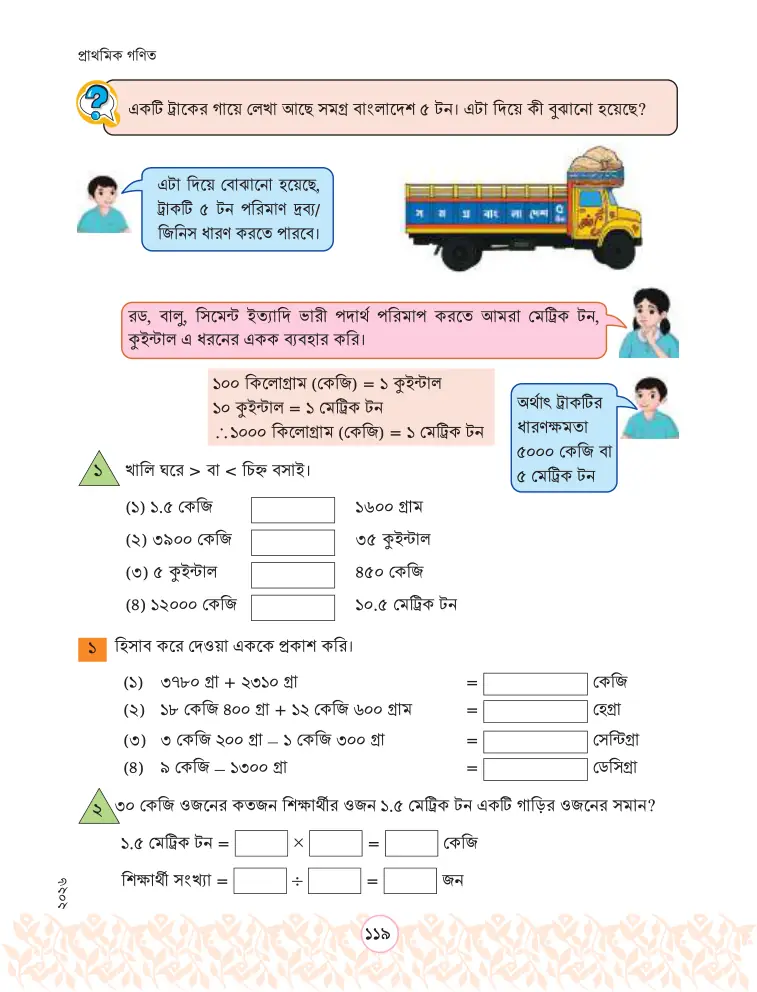 প্রাথমিক গণিত
একটি ট্রাকের গায়ে লেখা আছে সমগ্র বাংলাদেশ ৫ টন। এটা দিয়ে কী বুঝানো হয়েছে?
এটা দিয়ে বোঝানো হয়েছে,
ট্রাকটি ৫ টন পরিমাণ দ্রব্য/
জিনিস ধারণ করতে পারবে।
স ম গ্র বাং লা দেশ ৫
রড, বালু, সিমেন্ট ইত্যাদি ভারী পদার্থ পরিমাপ করতে আমরা মেট্রিক টন,
কুইন্টাল এ ধরনের একক ব্যবহার করি।
১০০ কিলোগ্রাম (কেজি) = ১ কুইন্টাল
১০ কুইন্টাল = ১ মেট্রিক টন
∴১০০০ কিলোগ্রাম (কেজি) = ১ মেট্রিক টন
অর্থাৎ ট্রাকটির
ধারণক্ষমতা
৫০০০ কেজি বা
৫ মেট্রিক টন
১ খালি ঘরে > বা < চিহ্ন বসাই।
(১) ১.৫ কেজি ১৬০০ গ্রাম
(২) ৩৯০০ কেজি ৩৫ কুইন্টাল
(৩) ৫ কুইন্টাল ৪৫০ কেজি
(৪) ১২০০০ কেজি ১০.৫ মেট্রিক টন
১ হিসাব করে দেওয়া এককে প্রকাশ করি।
(১) ৩৭৮০ গ্রা + ২৩১০ গ্রা = কেজি
(২) ১৮ কেজি ৪০০ গ্রা + ১২ কেজি ৬০০ গ্রাম = হেগ্রা
(৩) ৩ কেজি ২০০ গ্রা – ১ কেজি ৩০০ গ্রা = সেন্টিগ্রা
(৪) ৯ কেজি – ১৩০০ গ্রা = ডেসিগ্রা
২ ৩০ কেজি ওজনের কতজন শিক্ষার্থীর ওজন ১.৫ মেট্রিক টন একটি গাড়ির ওজনের সমান?
১.৫ মেট্রিক টন = × = কেজি
শিক্ষার্থী সংখ্যা = ÷ = জন
২০২৬
১১৯